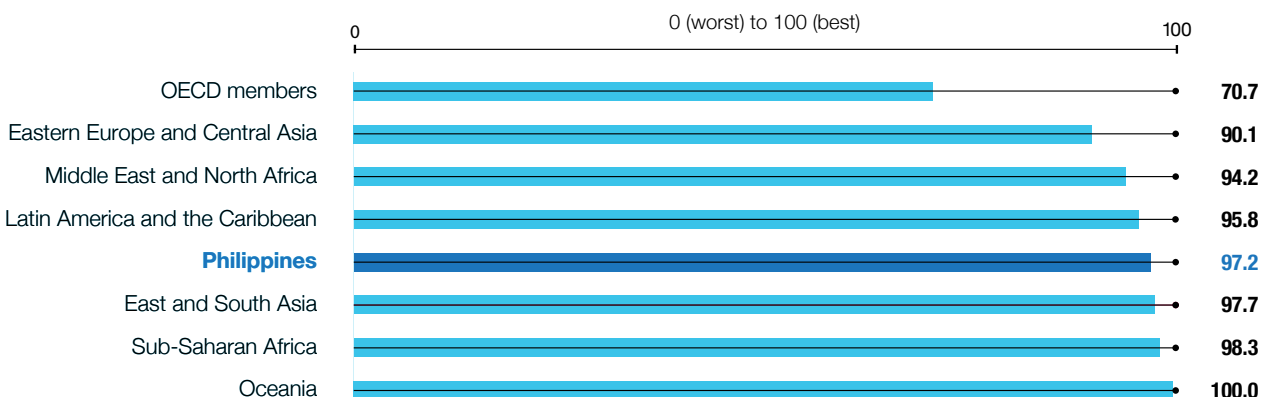 0 (worst) to 100 (best)
0 100
OECD members 70.7
Eastern Europe and Central Asia 90.1
Middle East and North Africa 94.2
Latin America and the Caribbean 95.8
Philippines 97.2
East and South Asia 97.7
Sub-Saharan Africa 98.3
Oceania 100.0